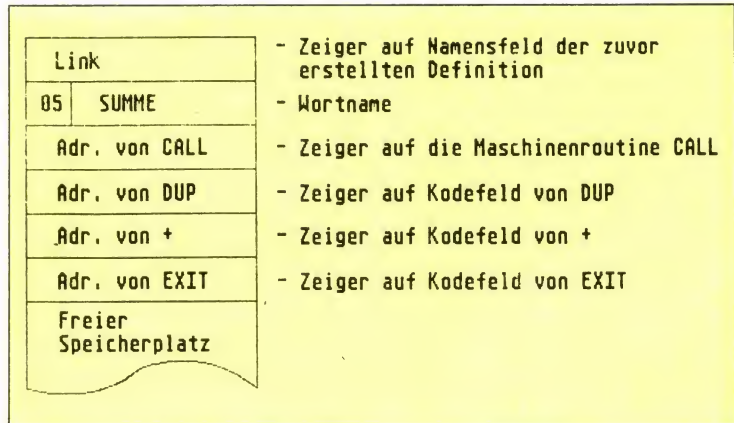 Link - Zeiger auf Namensfeld der zuvor
erstellten Definition
05 SUMME - Wortname
Adr. von CALL - Zeiger auf die Maschinenroutine CALL
Adr. von DUP - Zeiger auf Kodefeld von DUP
Adr. von + - Zeiger auf Kodefeld von +
Adr. von EXIT - Zeiger auf Kodefeld von EXIT
Freier
Speicherplatz